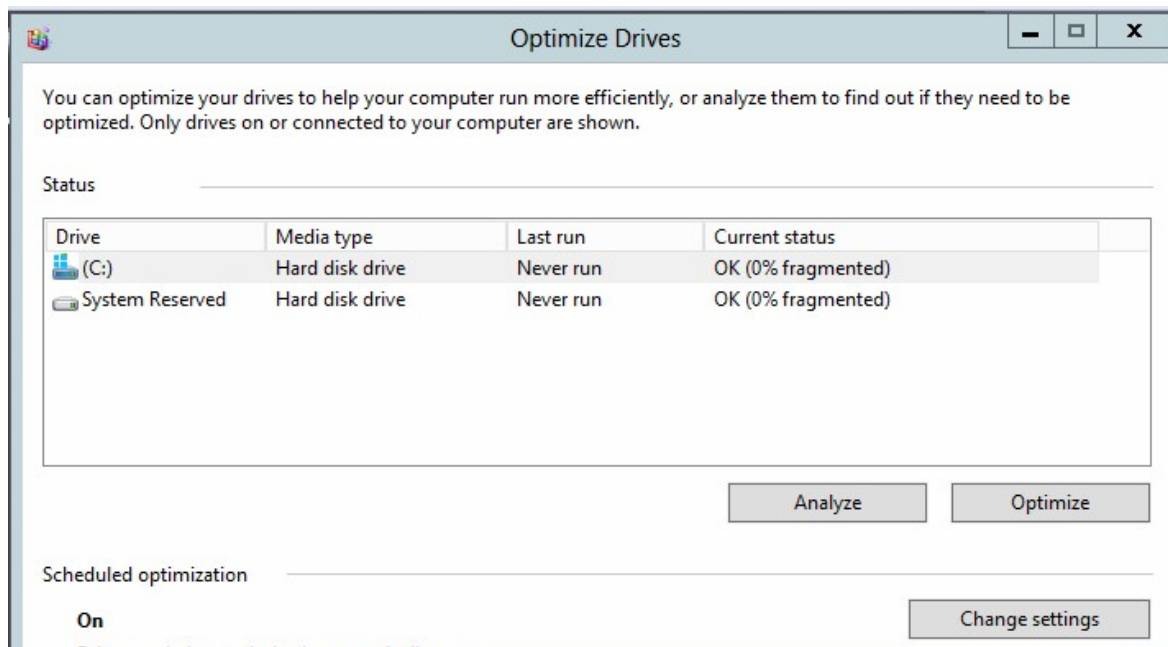 Optimize Drives
You can optimize your drives to help your computer run more efficiently, or analyze them to find out if they need to be
optimized. Only drives on or connected to your computer are shown.
Status
Drive Media type Last run Current status
(C:) Hard disk drive Never run OK (0% fragmented)
System Reserved Hard disk drive Never run OK (0% fragmented)
Analyze Optimize
Scheduled optimization
On Change settings